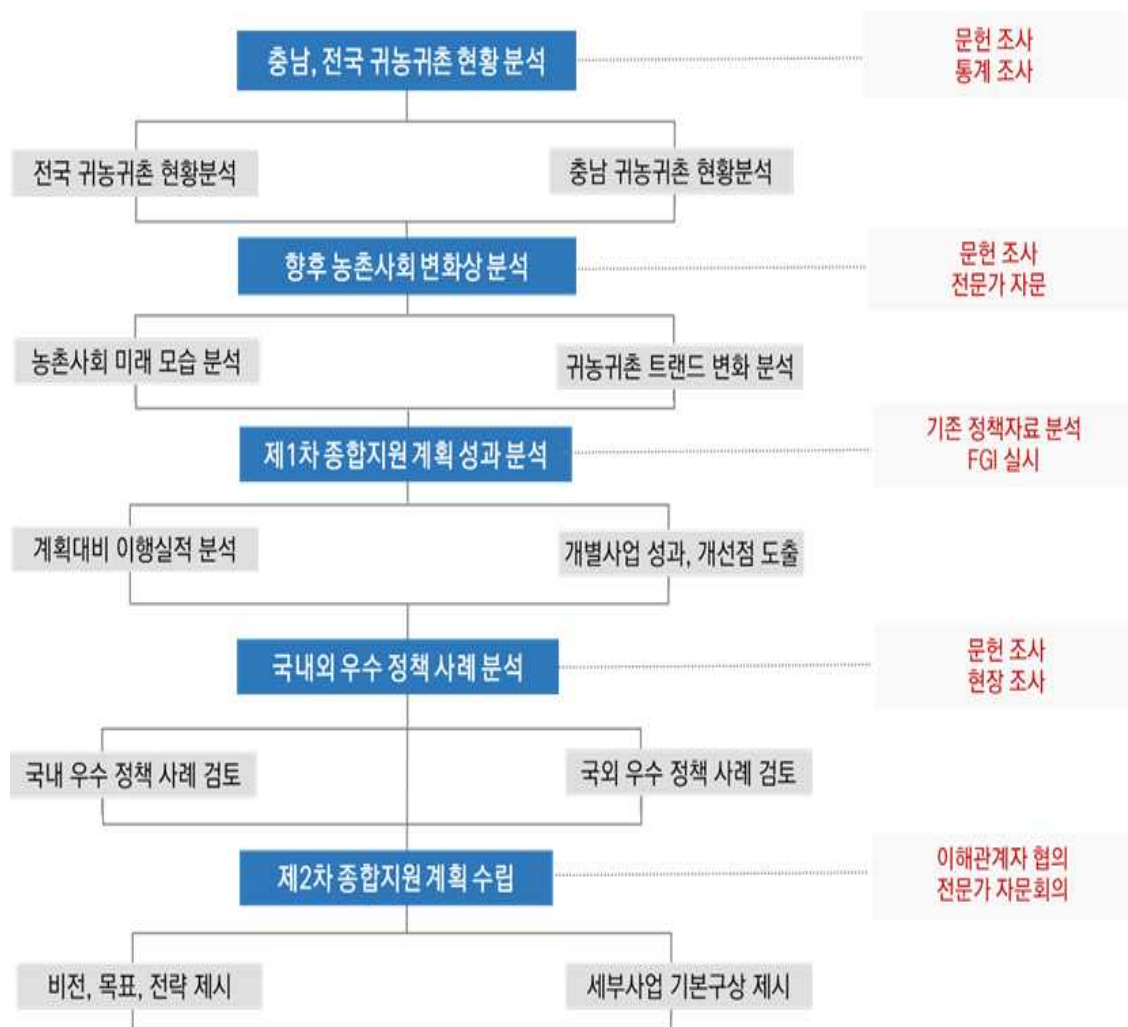 충남, 전국 귀농귀촌 현황 분석
문헌 조사
통계 조사
전국 귀농귀촌 현황분석
충남 귀농귀촌 현황분석
향후 농촌사회 변화상 분석
문헌 조사
전문가 자문
농촌사회 미래 모습 분석
귀농귀촌 트랜드 변화 분석
제1차 종합지원 계획 성과 분석
기존 정책자료 분석
FGI 실시
계획대비 이행실적 분석
개별사업 성과, 개선점 도출
국내외 우수 정책 사례 분석
문헌 조사
현장 조사
국내 우수 정책 사례 검토
국외 우수 정책 사례 검토
제2차 종합지원 계획 수립
이해관계자 협의
전문가 자문회의
비전, 목표, 전략 제시
세부사업 기본구상 제시